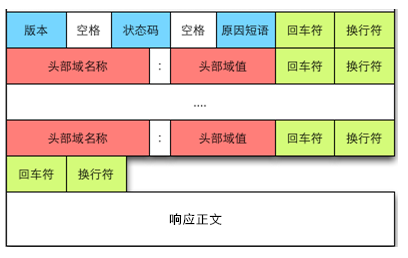 版本 空格 状态码 空格 原因短语 回车符 换行符
头部域名称 : 头部域值 回车符 换行符
....
头部域名称 : 头部域值 回车符 换行符
回车符 换行符
响应正文